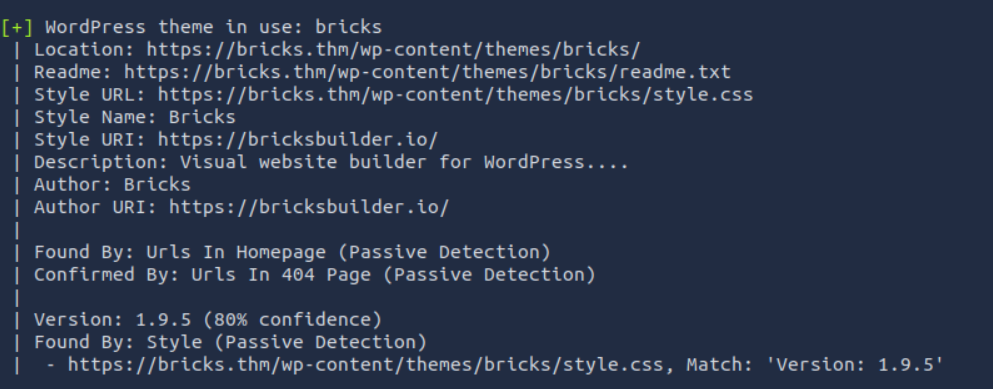 [+] WordPress theme in use: bricks
| Location: https://bricks.thm/wp-content/themes/bricks/
| Readme: https://bricks.thm/wp-content/themes/bricks/readme.txt
| Style URL: https://bricks.thm/wp-content/themes/bricks/style.css
| Style Name: Bricks
| Style URI: https://bricksbuilder.io/
| Description: Visual website builder for WordPress....
| Author: Bricks
| Author URI: https://bricksbuilder.io/
|
| Found By: Urls In Homepage (Passive Detection)
| Confirmed By: Urls In 404 Page (Passive Detection)
|
| Version: 1.9.5 (80% confidence)
| Found By: Style (Passive Detection)
|  - https://bricks.thm/wp-content/themes/bricks/style.css, Match: 'Version: 1.9.5'